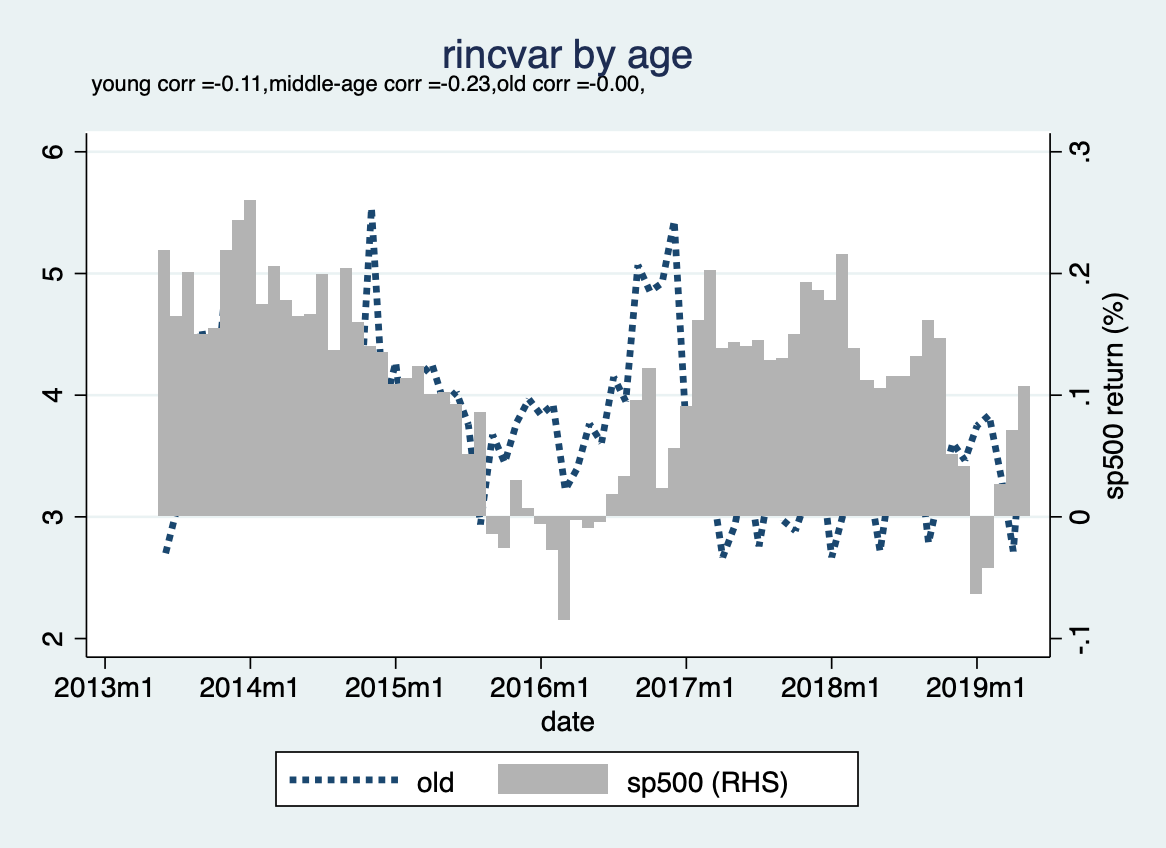 rincvar by age
young corr =-0.11,middle-age corr =-0.23,old corr =-0.00,
6
5
4
3
2
.3
.2
.1
0
-.1
sp500 return (%)
2013m1 2014m1 2015m1 2016m1 2017m1 2018m1 2019m1
date
old sp500 (RHS)